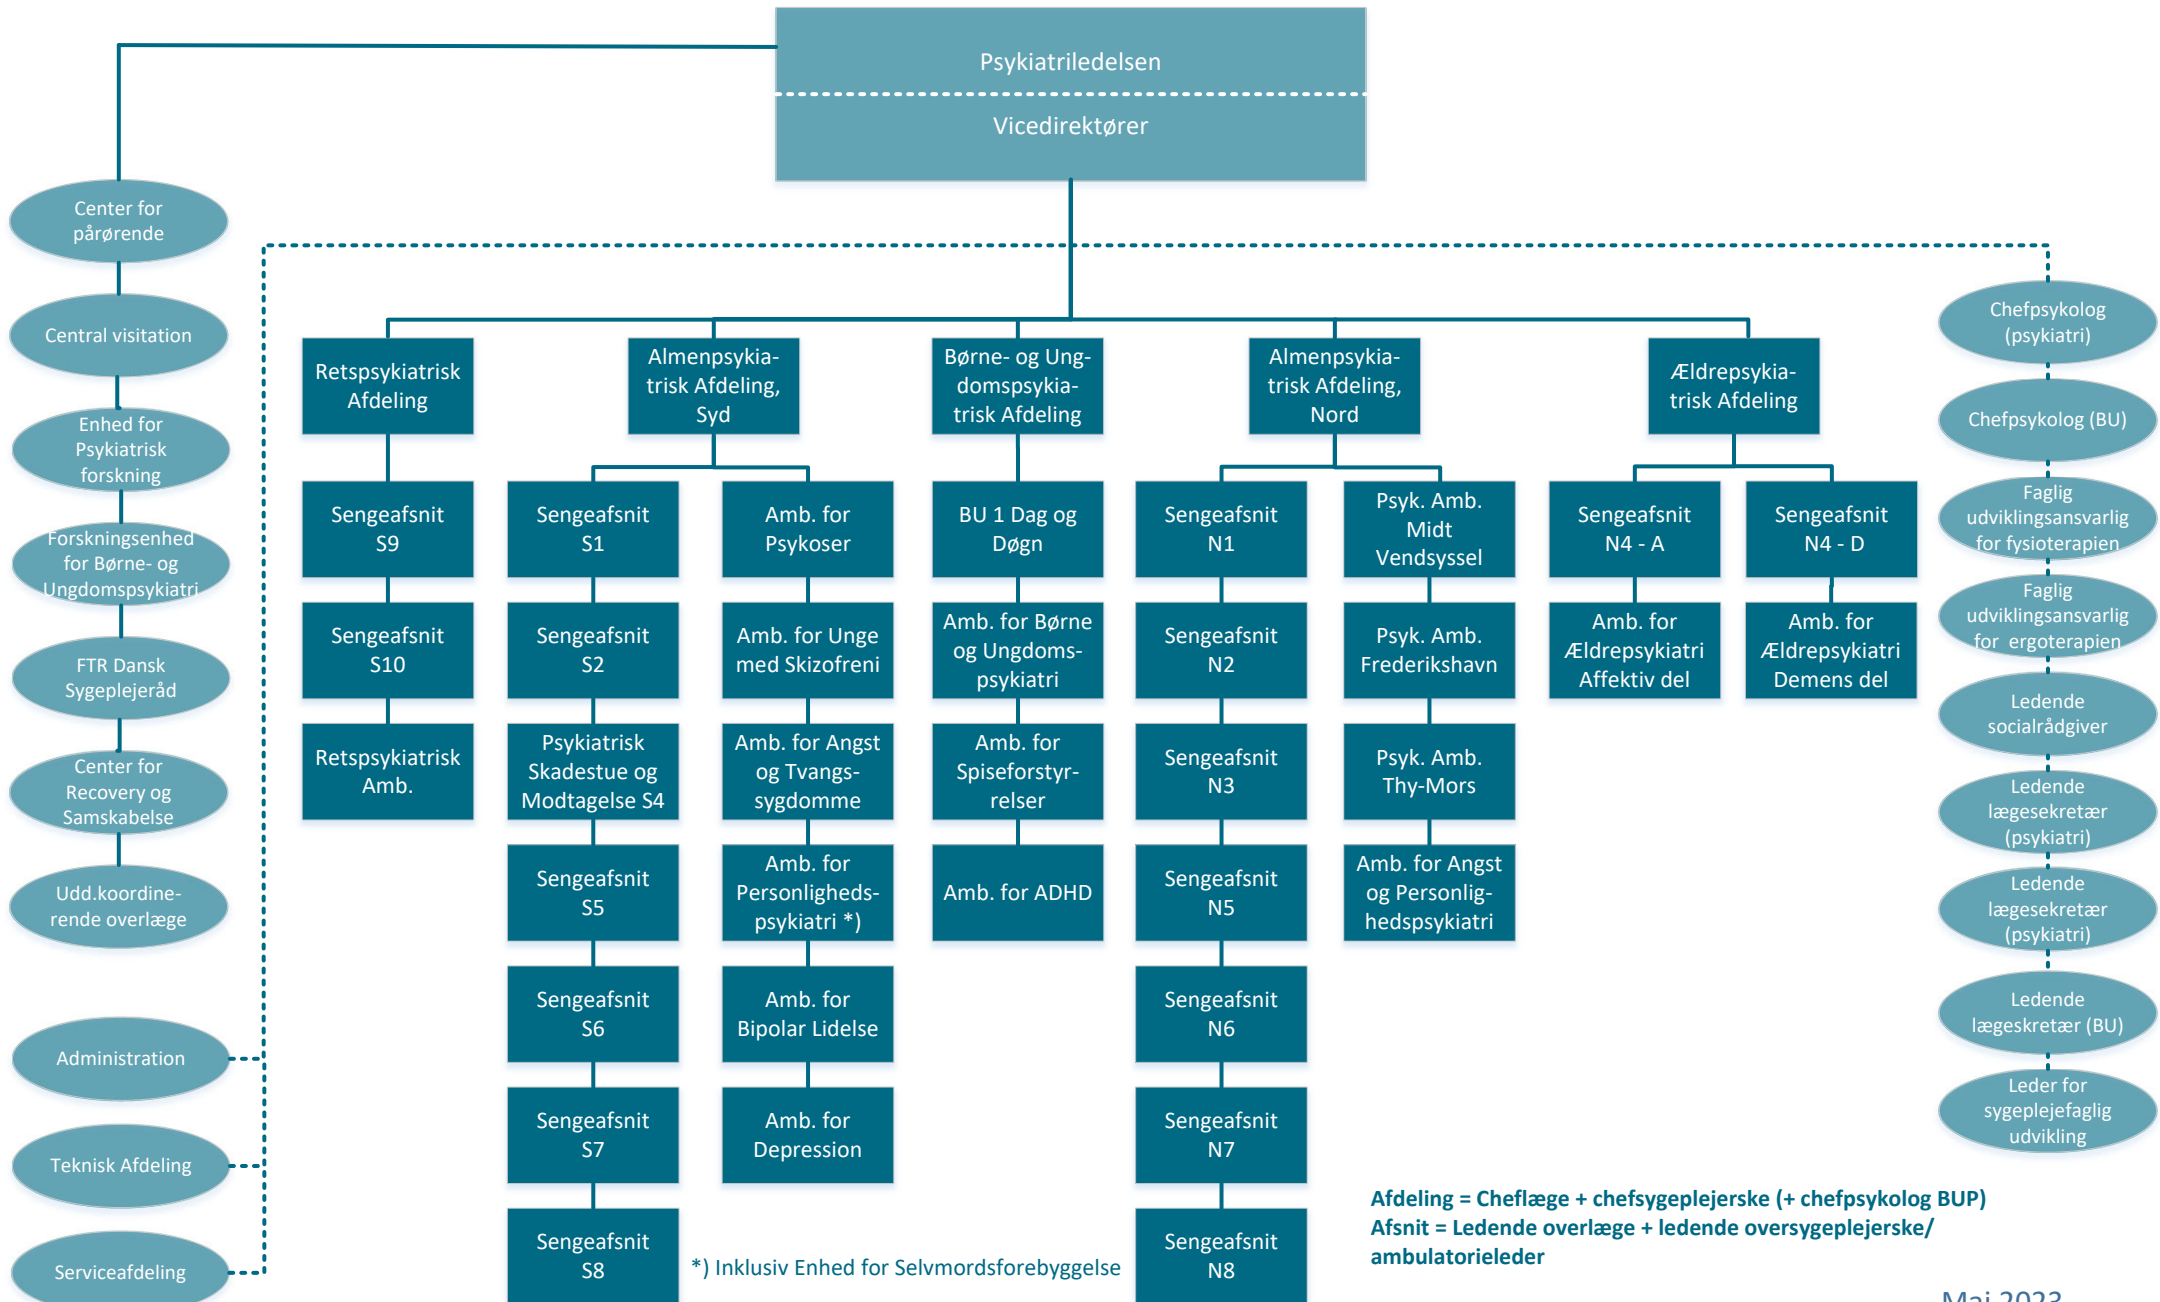 Psykiatriledelsen
Vicedirektører
Center for
pårørende
Central visitation
Enhed for
Psykiatrisk
forskning
Forskningsenhed
for Børne- og
Ungdomspsykiatri
FTR Dansk
Sygeplejeråd
Center for
Recovery og
Samskabelse
Udd.koordine-
rende overlæge
Administration
Teknisk Afdeling
Serviceafdeling
Retspsykiatrisk
Afdeling
Sengeafsnit
S9
Sengeafsnit
S10
Retspsykiatrisk
Amb.
Almenpsykia-
trisk Afdeling,
Syd
Sengeafsnit
S1
Sengeafsnit
S2
Psykiatrisk
Skadestue og
Modtagelse S4
Sengeafsnit
S5
Sengeafsnit
S6
Sengeafsnit
S7
Sengeafsnit
S8
Amb. for
Psykoser
Amb. for Unge
med Skizofreni
Amb. for Angst
og Tvangs-
sygdomme
Amb. for
Personligheds-
psykiatri *)
Amb. for
Bipolar Lidelse
Amb. for
Depression
Børne- og Ung-
domspsykia-
trisk Afdeling
BU 1 Dag og
Døgn
Amb. for Børne
og Ungdoms-
psykiatri
Amb. for
Spiseforstyr-
relser
Amb. for ADHD
Almenpsykia-
trisk Afdeling,
Nord
Sengeafsnit
N1
Sengeafsnit
N2
Sengeafsnit
N3
Sengeafsnit
N5
Sengeafsnit
N6
Sengeafsnit
N7
Sengeafsnit
N8
Psyk. Amb.
Midt
Vendsyssel
Psyk. Amb.
Frederikshavn
Psyk. Amb.
Thy-Mors
Amb. for Angst
og Personlig-
hedspsykiatri
Ældrepsykia-
trisk Afdeling
Sengeafsnit
N4 - A
Amb. for
Ældrepsykiatri
Affektiv del
Sengeafsnit
N4 - D
Amb. for
Ældrepsykiatri
Demens del
Chefpsykolog
(psykiatri)
Chefpsykolog (BU)
Faglig
udviklingsansvarlig
for fysioterapien
Faglig
udviklingsansvarlig
for  ergoterapien
Ledende
socialrådgiver
Ledende
lægesekretær
(psykiatri)
Ledende
lægesekretær
(psykiatri)
Ledende
lægeskretær (BU)
Leder for
sygeplejefaglig
udvikling
*) Inklusiv Enhed for Selvmordsforebyggelse
Afdeling = Cheflæge + chefsygeplejerske (+ chefpsykolog BUP)
Afsnit = Ledende overlæge + ledende oversygeplejerske/
ambulatorieleder
Maj 2023